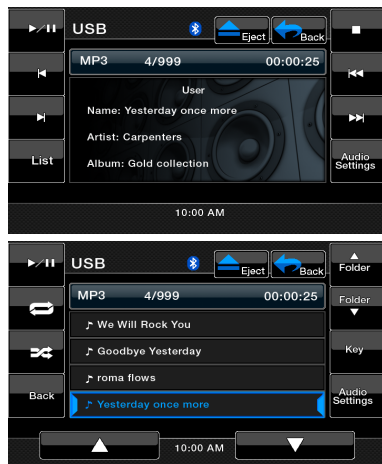 USB
Eject
Back
MP3 4/999 00:00:25
User
Name: Yesterday once more
Artist: Carpenters
Album: Gold collection
List
Audio
Settings
10:00 AM
USB
Eject
Back
Folder
MP3 4/999 00:00:25
Folder
We Will Rock You
Goodbye Yesterday
Key
roma flows
Back
Yesterday once more
Audio
Settings
10:00 AM